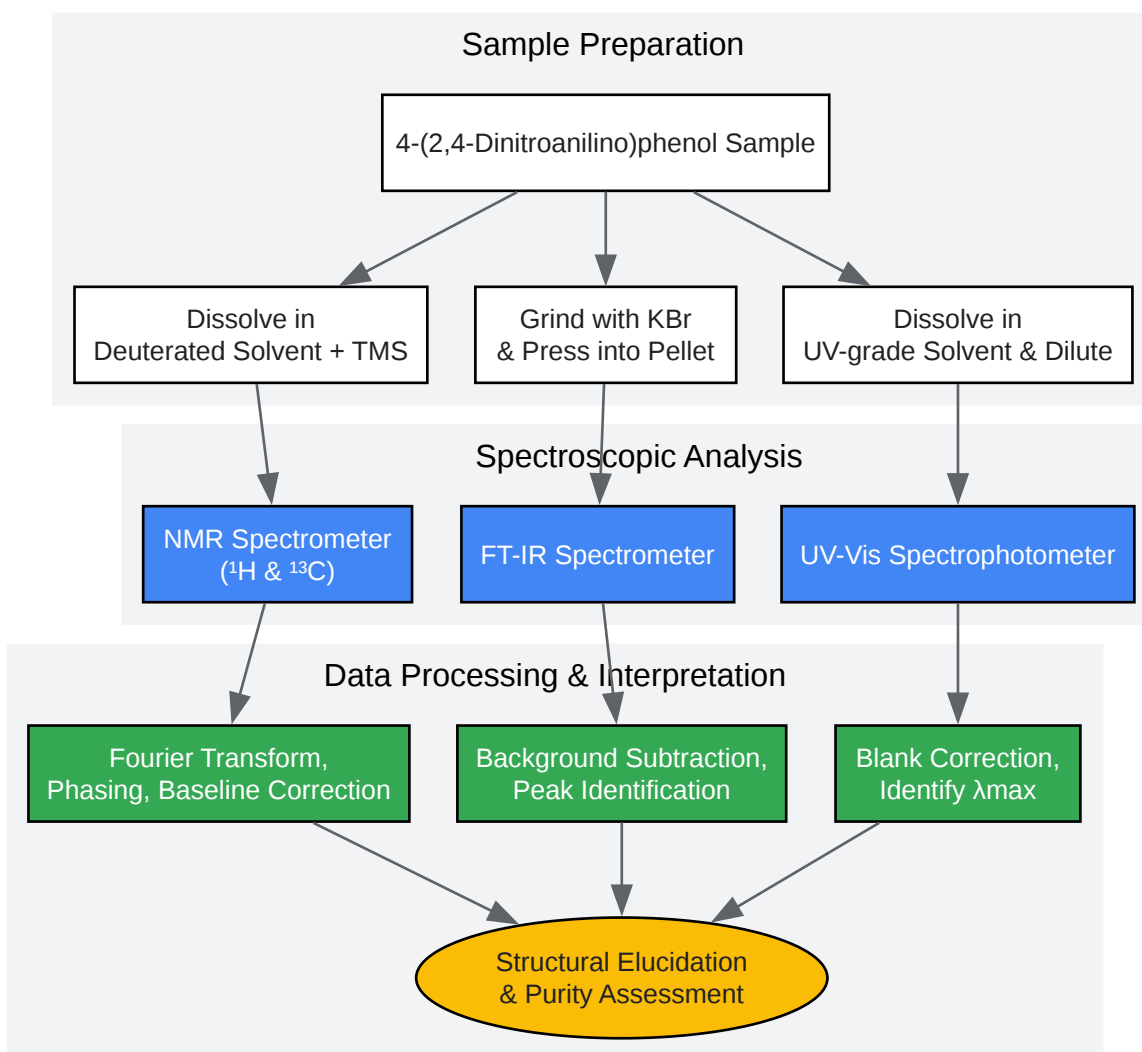 Sample Preparation
4-(2,4-Dinitroanilino)phenol Sample
Dissolve in
Deuterated Solvent + TMS
Grind with KBr
& Press into Pellet
Dissolve in
UV-grade Solvent & Dilute
Spectroscopic Analysis
NMR Spectrometer
(¹H & ¹³C)
FT-IR Spectrometer
UV-Vis Spectrophotometer
Data Processing & Interpretation
Fourier Transform,
Phasing, Baseline Correction
Background Subtraction,
Peak Identification
Blank Correction,
Identify λmax
Structural Elucidation
& Purity Assessment